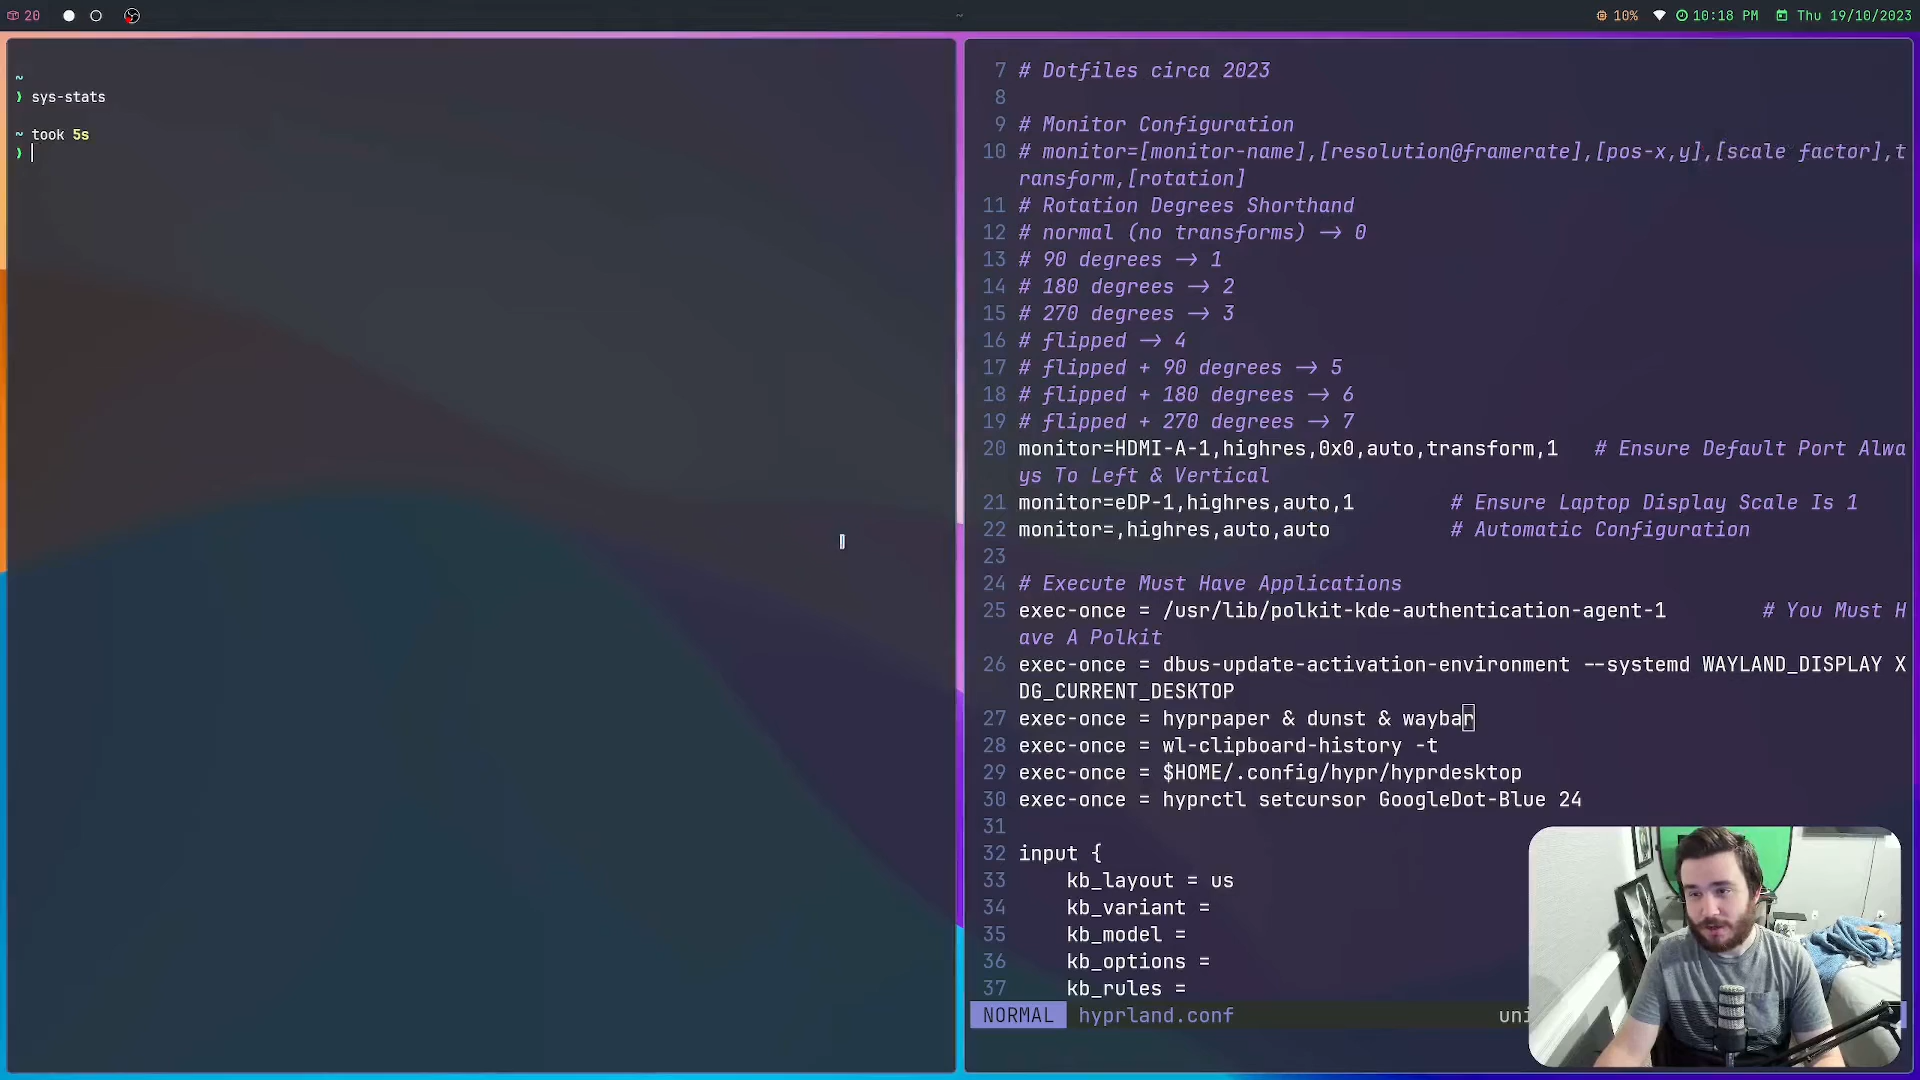 20
~
10% 10:18 PM Thu 19/10/2023
~
❯ sys-stats
~ took 5s
❯
7 # Dotfiles circa 2023
8
9 # Monitor Configuration
10 # monitor=[monitor-name],[resolution@framerate],[pos-x,y],[scale factor],t
ransform,[rotation]
11 # Rotation Degrees Shorthand
12 # normal (no transforms) -> 0
13 # 90 degrees -> 1
14 # 180 degrees -> 2
15 # 270 degrees -> 3
16 # flipped -> 4
17 # flipped + 90 degrees -> 5
18 # flipped + 180 degrees -> 6
19 # flipped + 270 degrees -> 7
20 monitor=HDMI-A-1,highres,0x0,auto,transform,1 # Ensure Default Port Alwa
ys To Left & Vertical
21 monitor=eDP-1,highres,auto,1 # Ensure Laptop Display Scale Is 1
22 monitor=,highres,auto,auto # Automatic Configuration
23
24 # Execute Must Have Applications
25 exec-once = /usr/lib/polkit-kde-authentication-agent-1 # You Must H
ave A Polkit
26 exec-once = dbus-update-activation-environment --systemd WAYLAND_DISPLAY X
DG_CURRENT_DESKTOP
27 exec-once = hyprpaper & dunst & waybar
28 exec-once = wl-clipboard-history -t
29 exec-once = $HOME/.config/hypr/hyprdesktop
30 exec-once = hyprctl setcursor GoogleDot-Blue 24
31
32 input {
33 kb_layout = us
34 kb_variant =
35 kb_model =
36 kb_options =
37 kb_rules =
NORMAL hyprland.conf uni